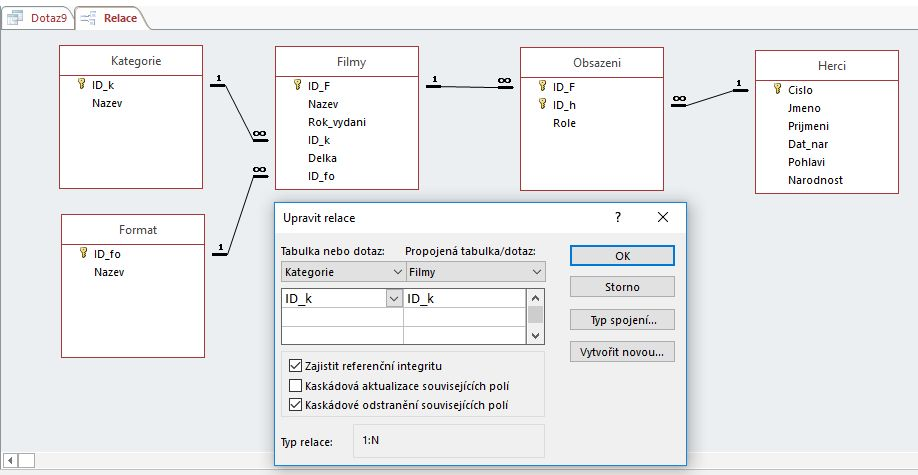 Dotaz9
Relace
Kategorie
ID_k
Nazev
1
∞
Filmy
ID_F
Nazev
Rok_vydani
ID_k
Delka
ID_fo
1
∞
Obsazeni
ID_F
ID_h
Role
∞
1
Herci
Cislo
Jmeno
Prijmeni
Dat_nar
Pohlavi
Narodnost
Format
ID_fo
Nazev
1
∞
Upravit relace
?
Tabulka nebo dotaz: Propojená tabulka/dotaz:
Kategorie Filmy
ID_k ID_k
Zajistit referenční integritu
Kaskádová aktualizace souvisejících polí
Kaskádové odstranění souvisejících polí
Typ relace: 1:N
OK
Storno
Typ spojení...
Vytvořit novou...